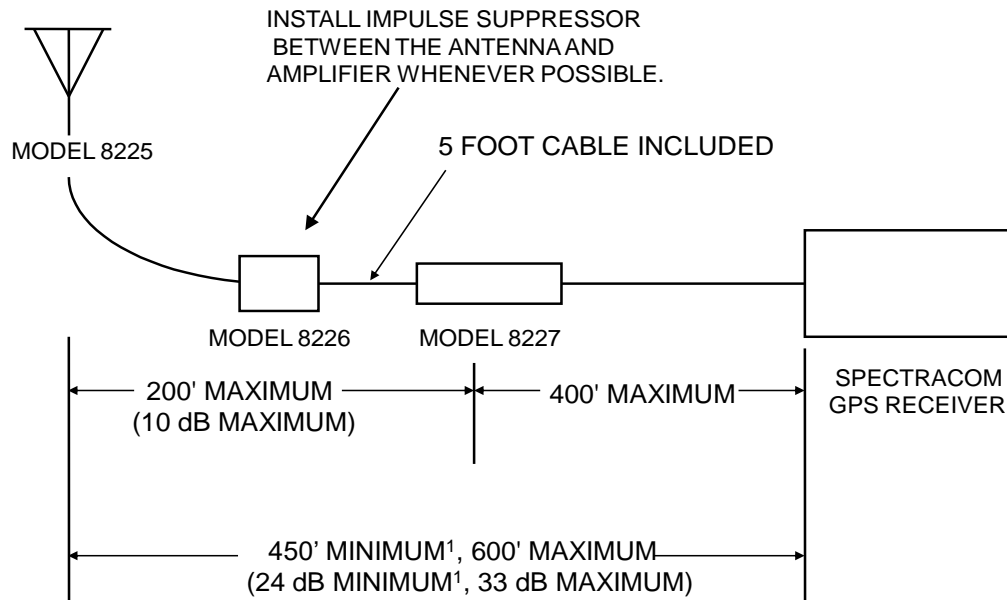 INSTALL IMPULSE SUPPRESSOR
BETWEEN THE ANTENNA AND
AMPLIFIER WHENEVER POSSIBLE.
MODEL 8225
5 FOOT CABLE INCLUDED
MODEL 8226
MODEL 8227
200' MAXIMUM
(10 dB MAXIMUM)
400' MAXIMUM
SPECTRACOM
GPS RECEIVER
450’ MINIMUM¹, 600' MAXIMUM
(24 dB MINIMUM¹, 33 dB MAXIMUM)